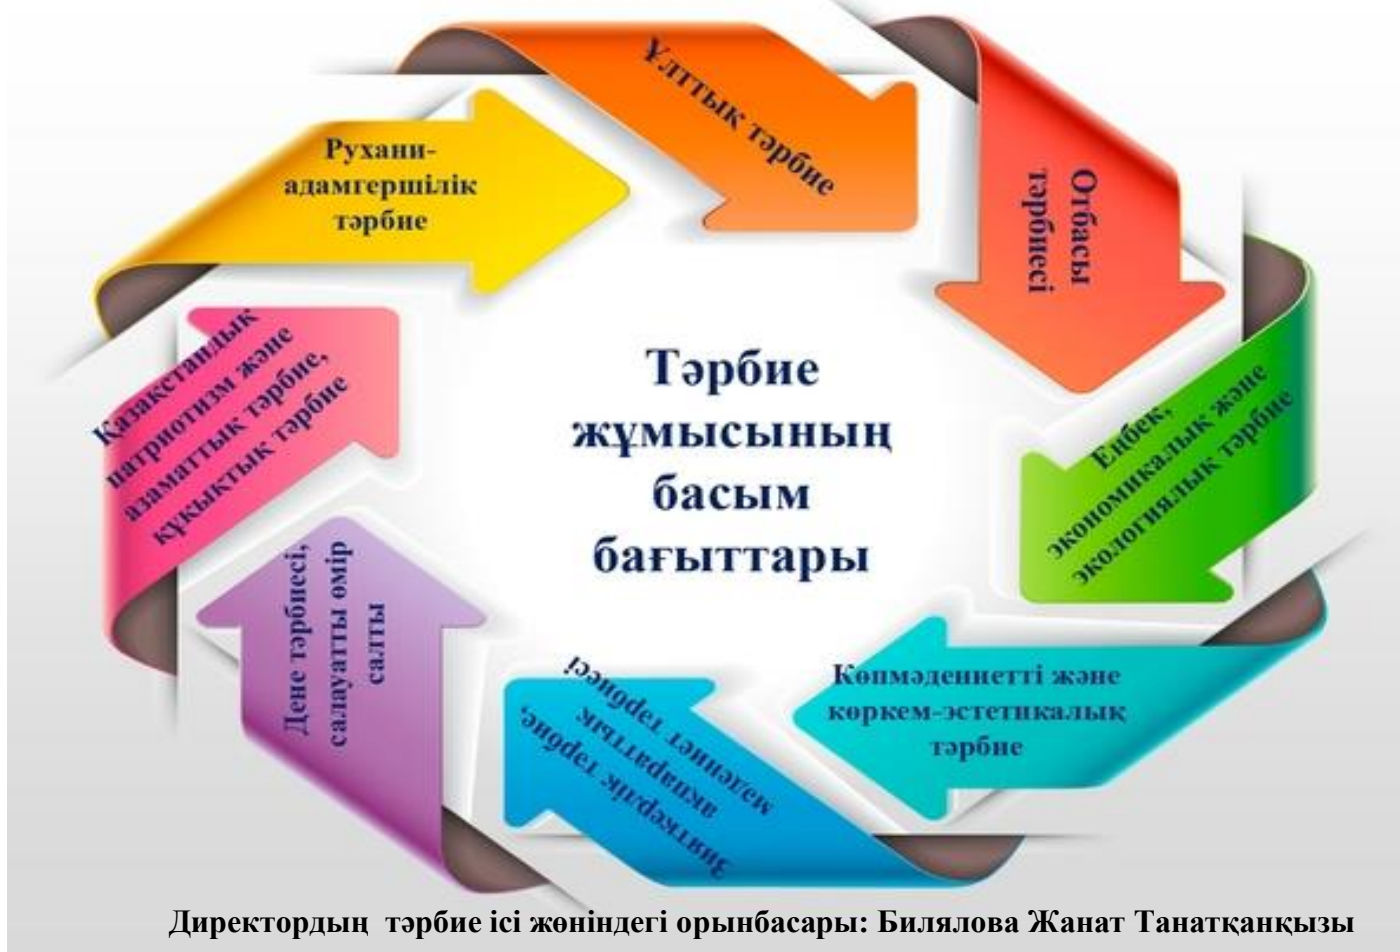 Тәрбие
жұмысының
басым
бағыттары
Рухани-
адамгершілік
тәрбие
Ұлттық тәрбие
Отбасы
тәрбиесі
Еңбек,
экономикалық және
экологиялық тәрбие
Көпмәдениетті және
көркем-эстетикалық
тәрбие
Зияткерлік тәрбие,
ақпараттық
мәдениет тәрбиесі
Дене тәрбиесі,
салауатты өмір
салты
Қазақстандық
патриотизм және
азаматтық тәрбие,
құқықтық тәрбие
Директордың тәрбие ісі жөніндегі орынбасары: Билялова Жанат Танатқанқызы